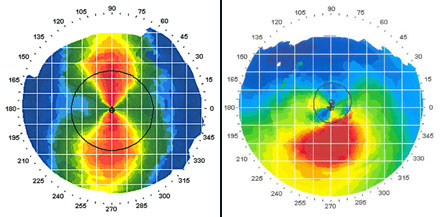 90 90
105 75 105 75
120 60 120 60
135 45 135 45
150 30 150 30
165 15 165 15
180 0 180 0
195 345 195 345
210 330 210 330
225 315 225 315
240 300 240 300
255 285 255 285
270 270